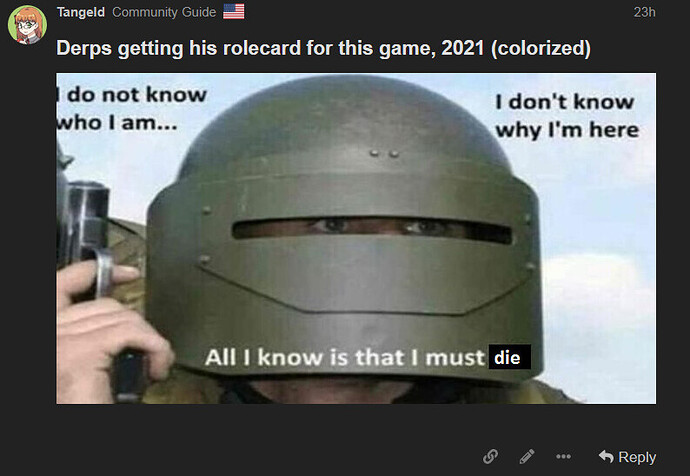 Tangeld Community Guide 23h
Derps getting his rolecard for this game, 2021 (colorized)
I do not know
who I am...
I don't know
why I'm here
All I know is that I must die
Reply